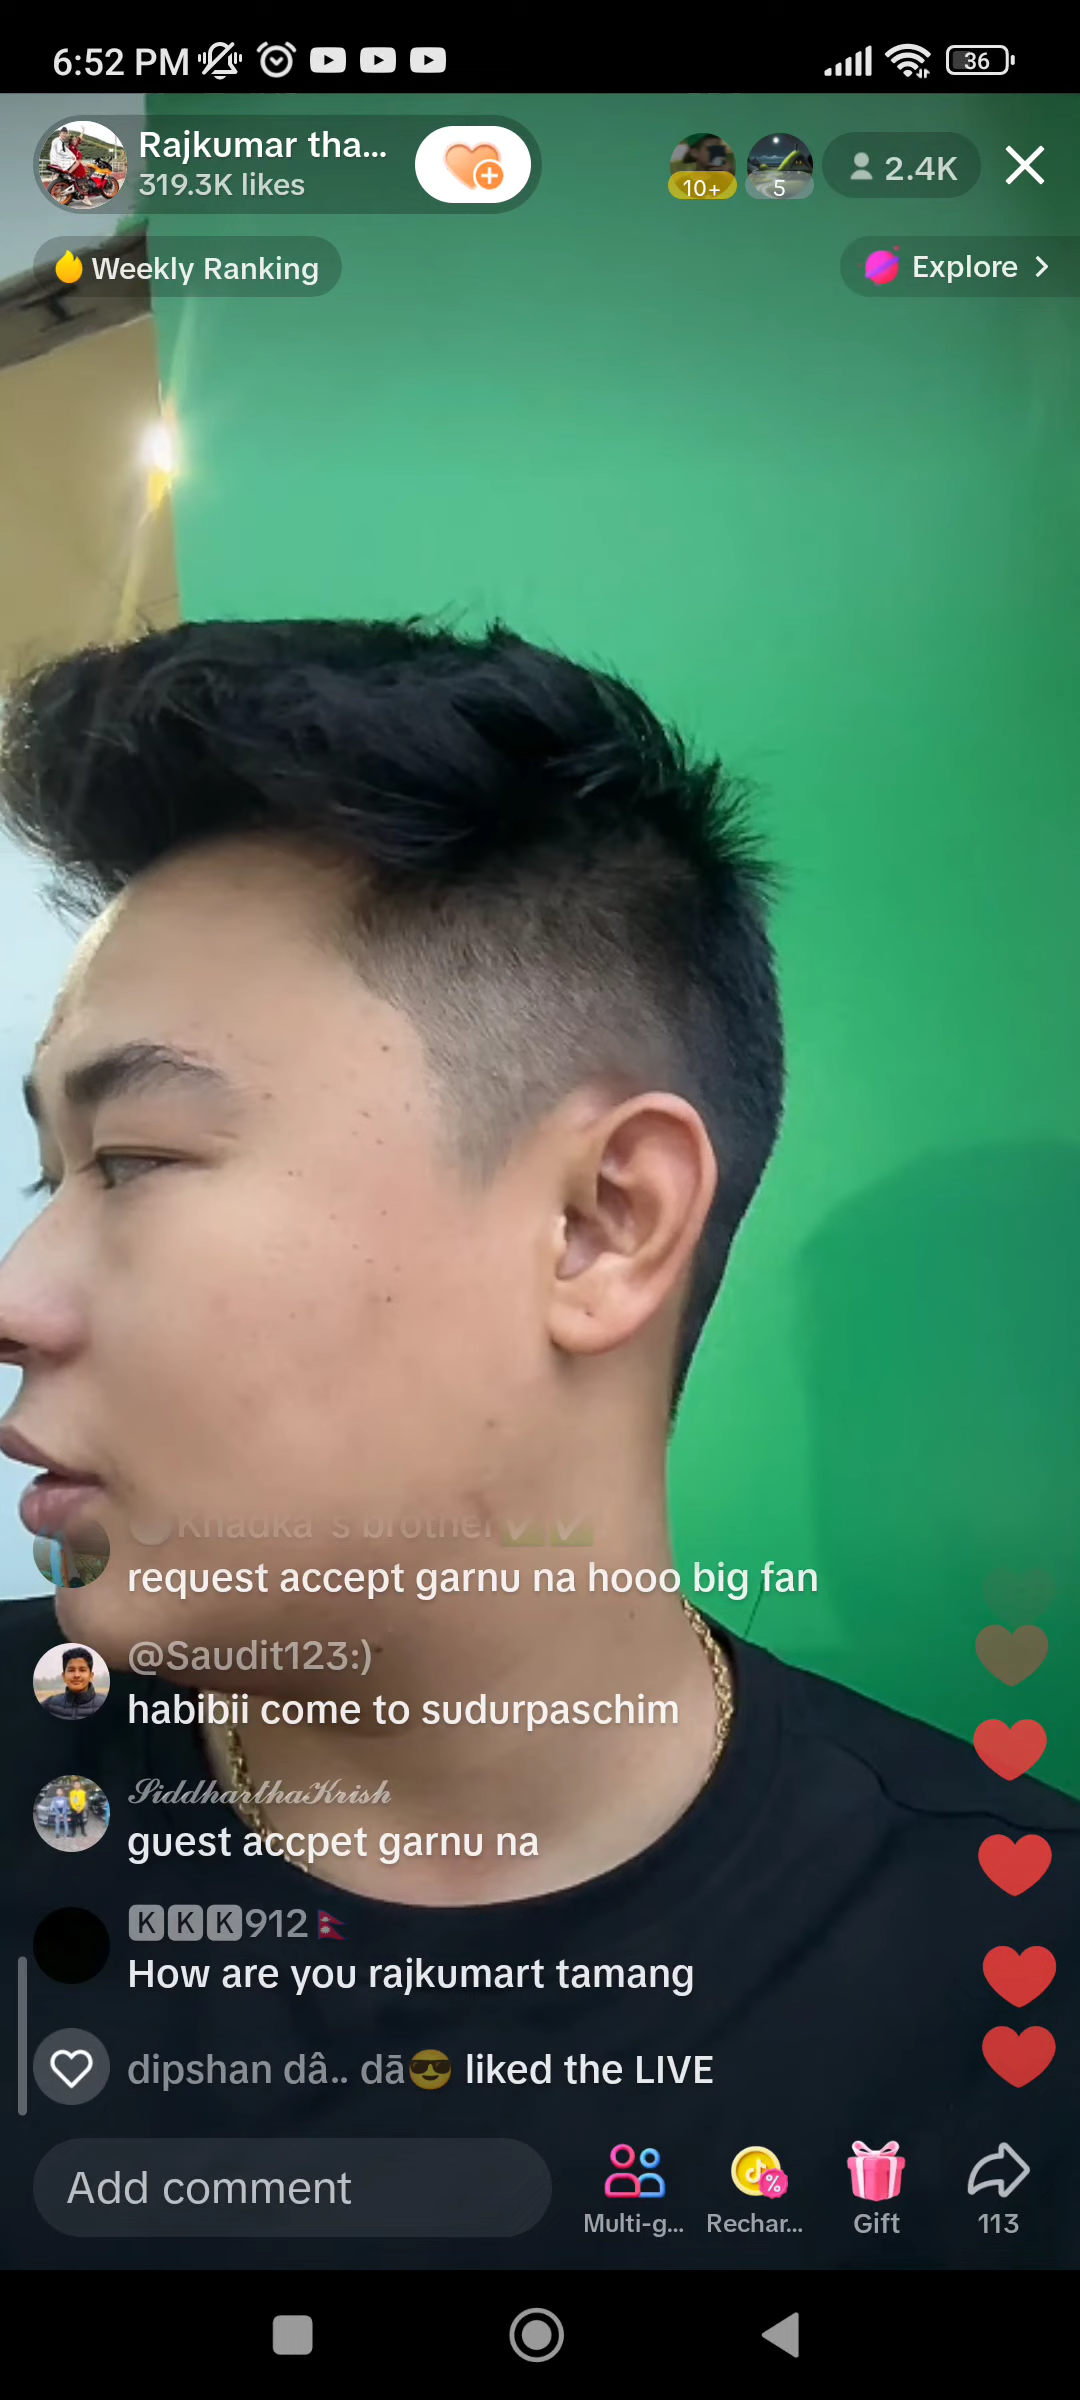 6:52 PM
36
Rajkumar tha...
319.3K likes
10+
5
2.4K
Weekly Ranking
Explore
Khadka 's brother✅✅
request accept garnu na hooo big fan
@Saudit123:)
habibii come to sudurpaschim
𝒮𝒾𝒹𝒹𝒽𝒶𝓇𝓉𝒽𝒶𝒦𝓇𝒾𝓈𝒽
guest accpet garnu na
🄺🄺🄺912🇳🇵
How are you rajkumart tamang
dipshan dâ.. dā😎 liked the LIVE
Add comment
Multi-g...
Rechar...
Gift
113